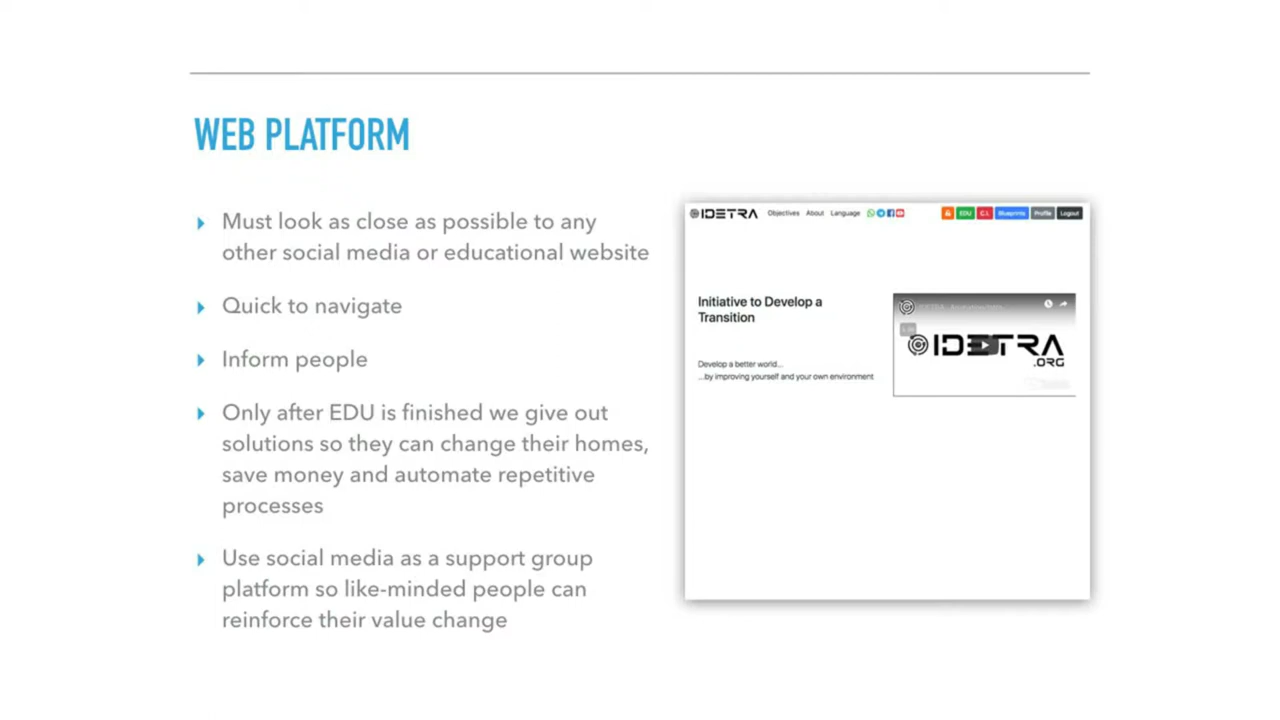 WEB PLATFORM
Must look as close as possible to any
other social media or educational website
Quick to navigate
Inform people
Only after EDU is finished we give out
solutions so they can change their homes,
save money and automate repetitive
processes
Use social media as a support group
platform so like-minded people can
reinforce their value change
IDETRA Objectives About Language EDU C.I. Blueprints Profile Logout
Initiative to Develop a
Transition
Develop a better world...
...by improving yourself and your own environment
IDETRA
.ORG